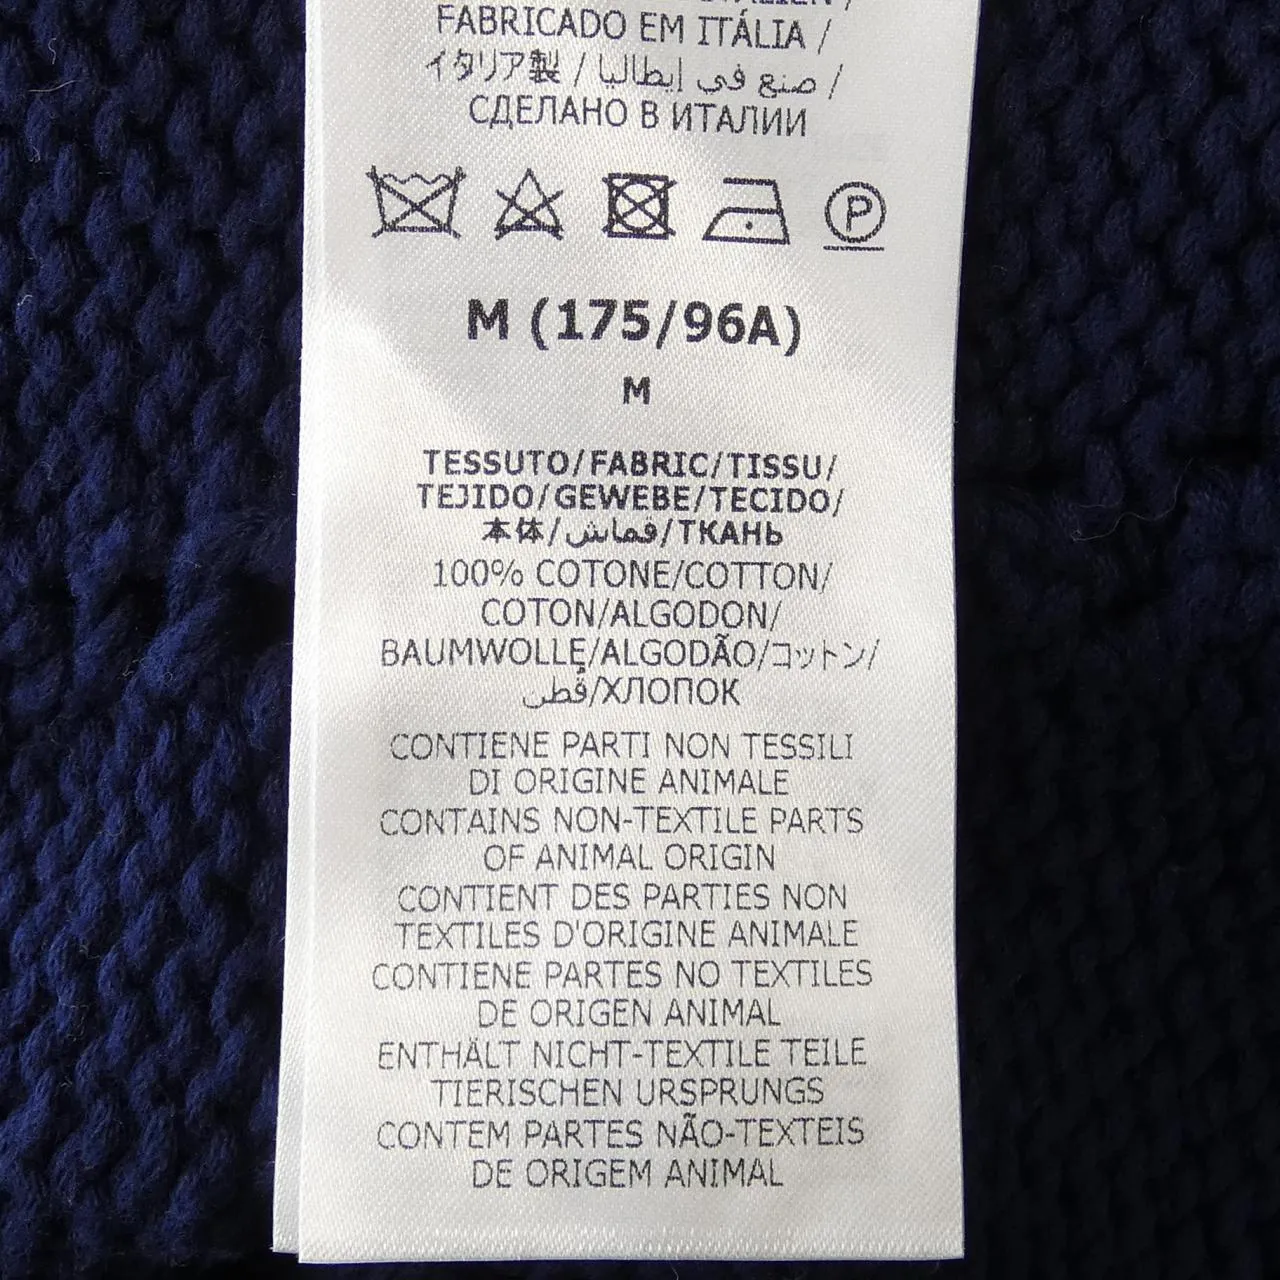 FABRICADO EM ITÁLIA /
イタリア製 / صنع في إيطاليا /
СДЕЛАНО В ИТАЛИИ
P
M (175/96A)
M
TESSUTO/FABRIC/TISSU/
TEJIDO/GEWEBE/TECIDO/
本体/قماش/ТКАНЬ
100% COTONE/COTTON/
COTON/ALGODON/
BAUMWOLLE/ALGODÃO/コットン/
قُطن/ХЛОПОК
CONTIENE PARTI NON TESSILI
DI ORIGINE ANIMALE
CONTAINS NON-TEXTILE PARTS
OF ANIMAL ORIGIN
CONTIENT DES PARTIES NON
TEXTILES D'ORIGINE ANIMALE
CONTIENE PARTES NO TEXTILES
DE ORIGEN ANIMAL
ENTHÄLT NICHT-TEXTILE TEILE
TIERISCHEN URSPRUNGS
CONTEM PARTES NÃO-TEXTEIS
DE ORIGEM ANIMAL